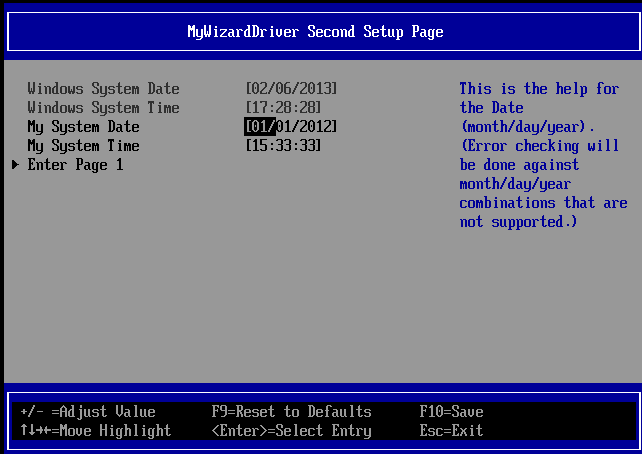 MyWizardDriver Second Setup Page
Windows System Date [02/06/2013]
Windows System Time [17:28:28]
My System Date [01/01/2012]
My System Time [15:33:33]
Enter Page 1
This is the help for
the Date
(month/day/year).
(Error checking will
be done against
month/day/year
combinations that are
not supported.)
+/- =Adjust Value F9=Reset to Defaults F10=Save
↑↓→←=Move Highlight <Enter>=Select Entry Esc=Exit